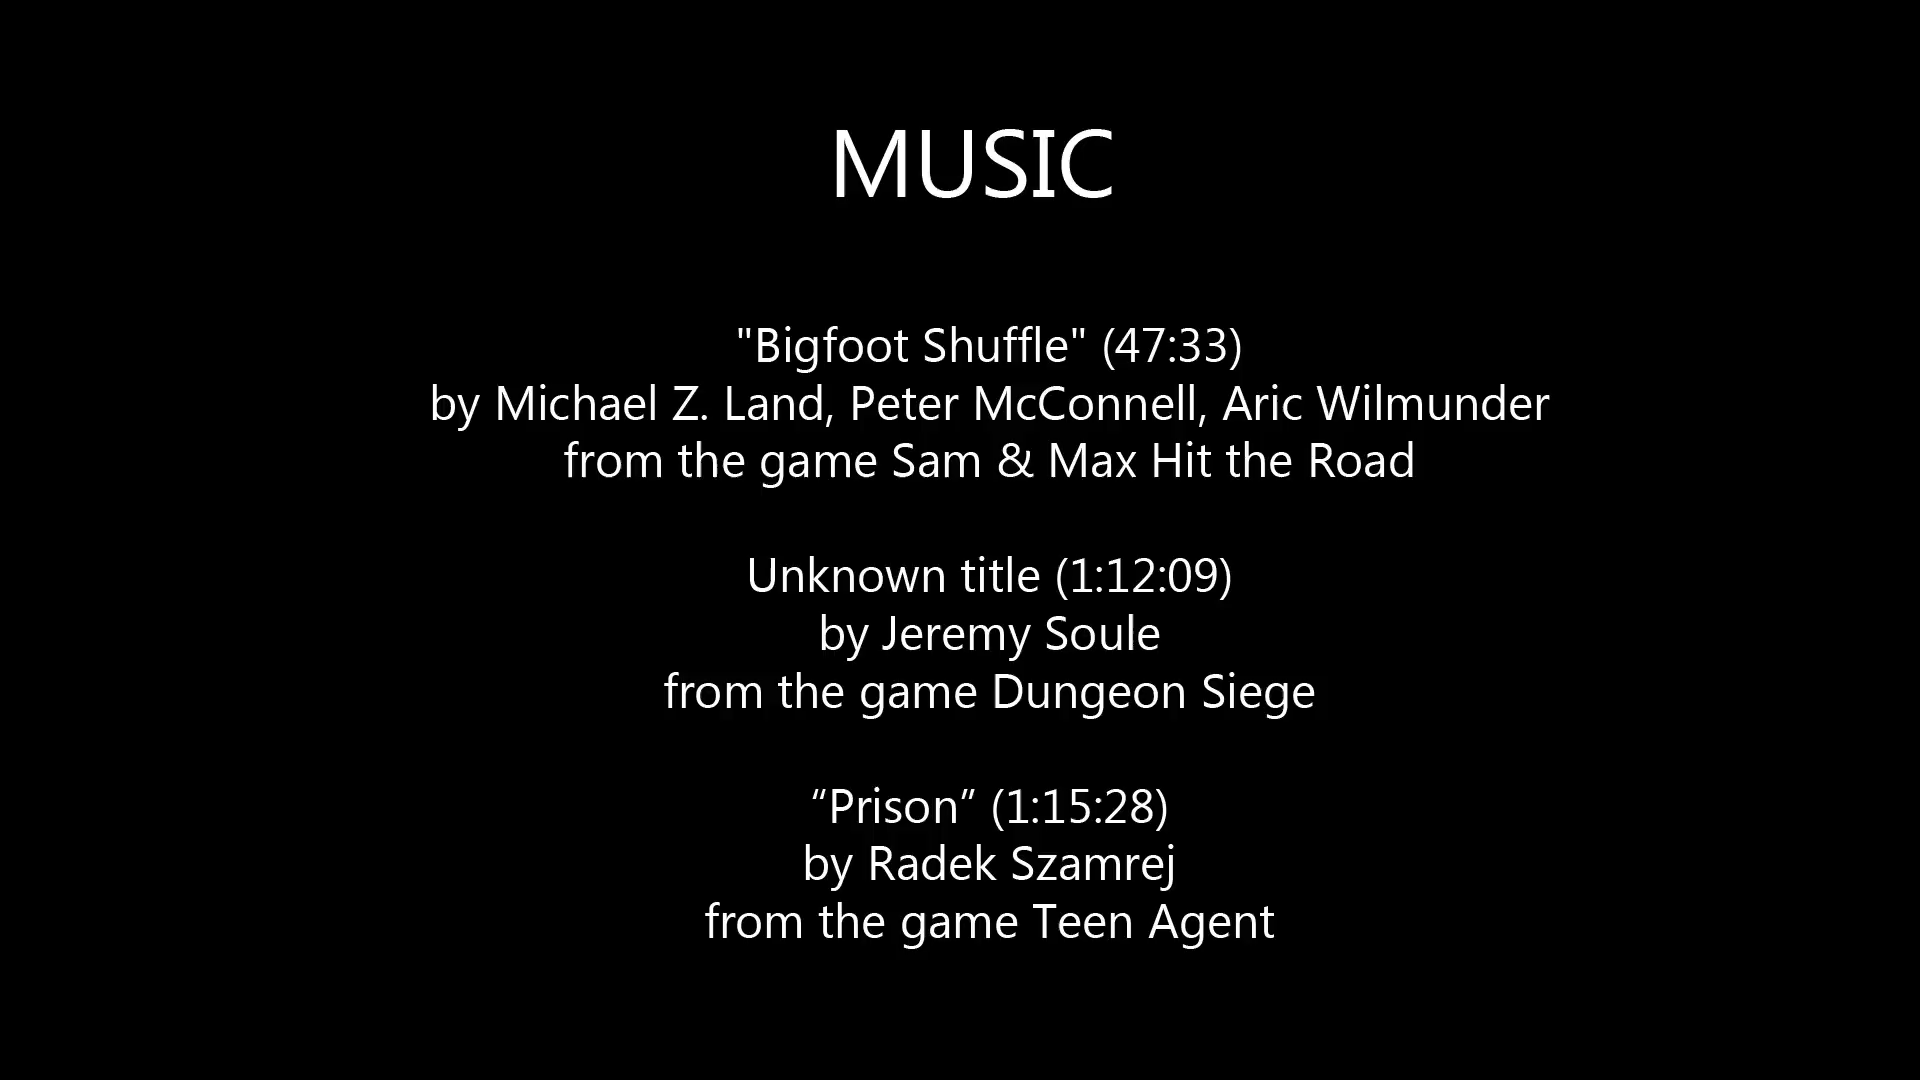 MUSIC
"Bigfoot Shuffle" (47:33)
by Michael Z. Land, Peter McConnell, Aric Wilmunder
from the game Sam & Max Hit the Road
Unknown title (1:12:09)
by Jeremy Soule
from the game Dungeon Siege
“Prison” (1:15:28)
by Radek Szamrej
from the game Teen Agent